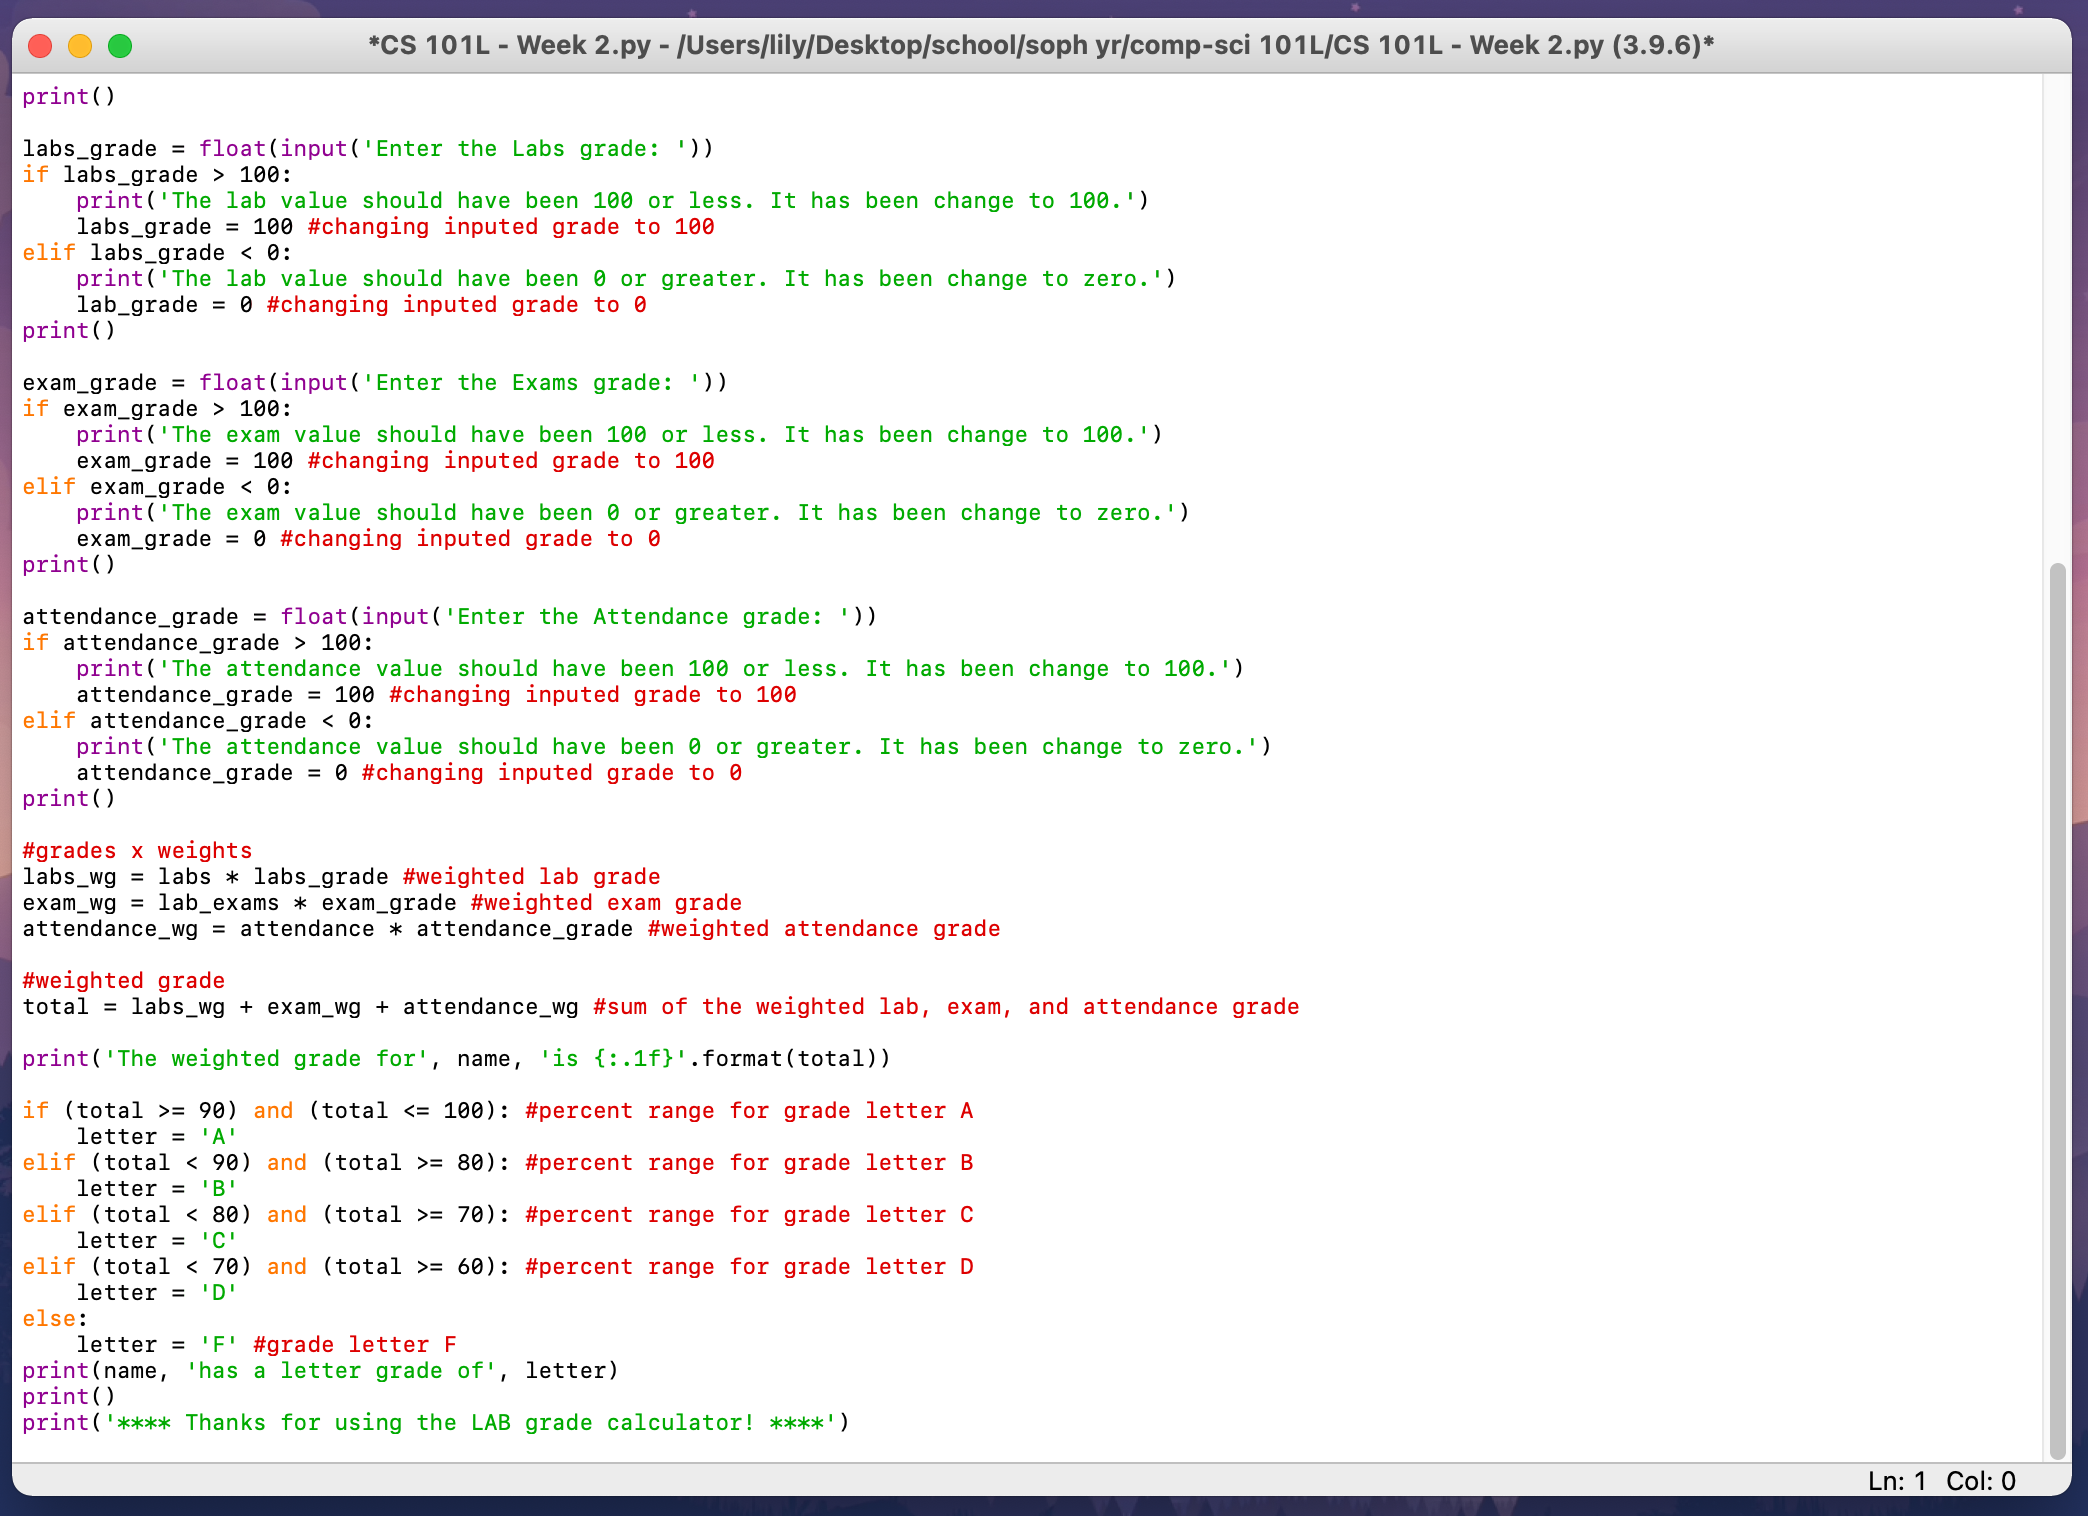 *CS 101L - Week 2.py - /Users/lily/Desktop/school/soph yr/comp-sci 101L/CS 101L - Week 2.py (3.9.6)*
print()

labs_grade = float(input('Enter the Labs grade: '))
if labs_grade > 100:
    print('The lab value should have been 100 or less. It has been change to 100.')
    labs_grade = 100 #changing inputed grade to 100
elif labs_grade < 0:
    print('The lab value should have been 0 or greater. It has been change to zero.')
    lab_grade = 0 #changing inputed grade to 0
print()

exam_grade = float(input('Enter the Exams grade: '))
if exam_grade > 100:
    print('The exam value should have been 100 or less. It has been change to 100.')
    exam_grade = 100 #changing inputed grade to 100
elif exam_grade < 0:
    print('The exam value should have been 0 or greater. It has been change to zero.')
    exam_grade = 0 #changing inputed grade to 0
print()

attendance_grade = float(input('Enter the Attendance grade: '))
if attendance_grade > 100:
    print('The attendance value should have been 100 or less. It has been change to 100.')
    attendance_grade = 100 #changing inputed grade to 100
elif attendance_grade < 0:
    print('The attendance value should have been 0 or greater. It has been change to zero.')
    attendance_grade = 0 #changing inputed grade to 0
print()

#grades x weights
labs_wg = labs * labs_grade #weighted lab grade
exam_wg = lab_exams * exam_grade #weighted exam grade
attendance_wg = attendance * attendance_grade #weighted attendance grade

#weighted grade
total = labs_wg + exam_wg + attendance_wg #sum of the weighted lab, exam, and attendance grade

print('The weighted grade for', name, 'is {:.1f}'.format(total))

if (total >= 90) and (total <= 100): #percent range for grade letter A
    letter = 'A'
elif (total < 90) and (total >= 80): #percent range for grade letter B
    letter = 'B'
elif (total < 80) and (total >= 70): #percent range for grade letter C
    letter = 'C'
elif (total < 70) and (total >= 60): #percent range for grade letter D
    letter = 'D'
else:
    letter = 'F' #grade letter F
print(name, 'has a letter grade of', letter)
print()
print('**** Thanks for using the LAB grade calculator! ****')
Ln: 1 Col: 0